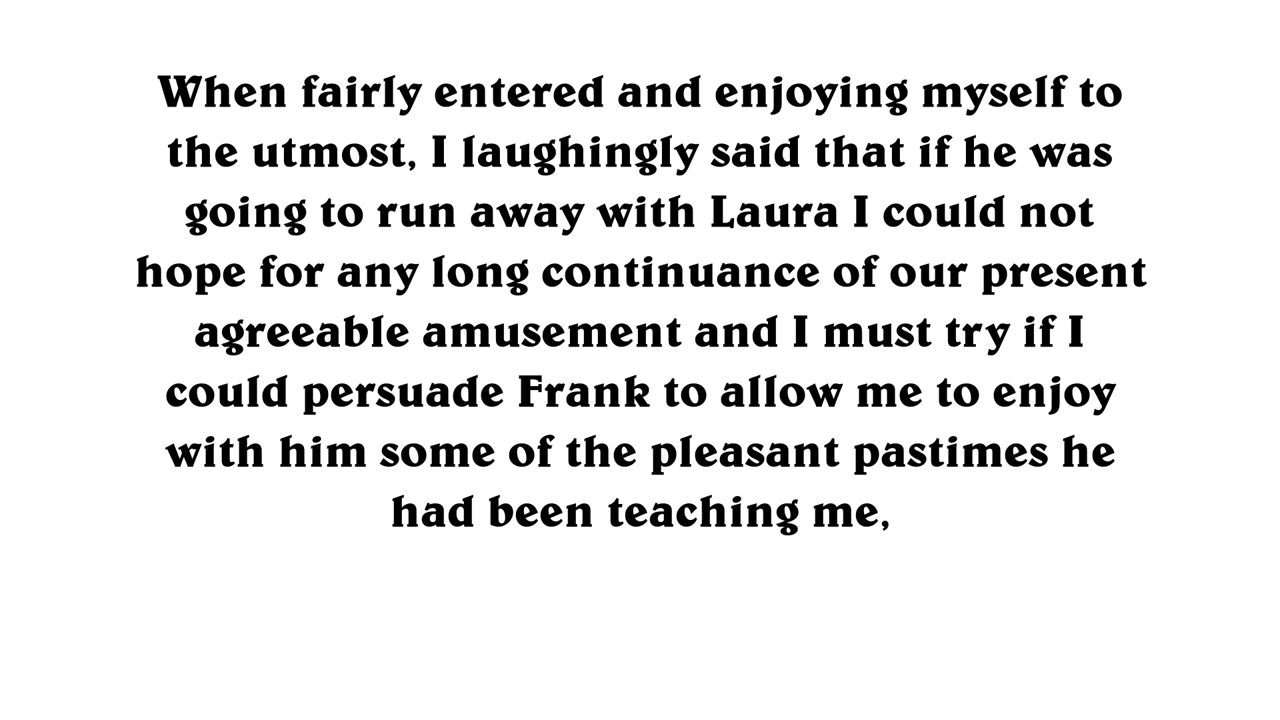 When fairly entered and enjoying myself to
the utmost, I laughingly said that if he was
going to run away with Laura I could not
hope for any long continuance of our present
agreeable amusement and I must try if I
could persuade Frank to allow me to enjoy
with him some of the pleasant pastimes he
had been teaching me,